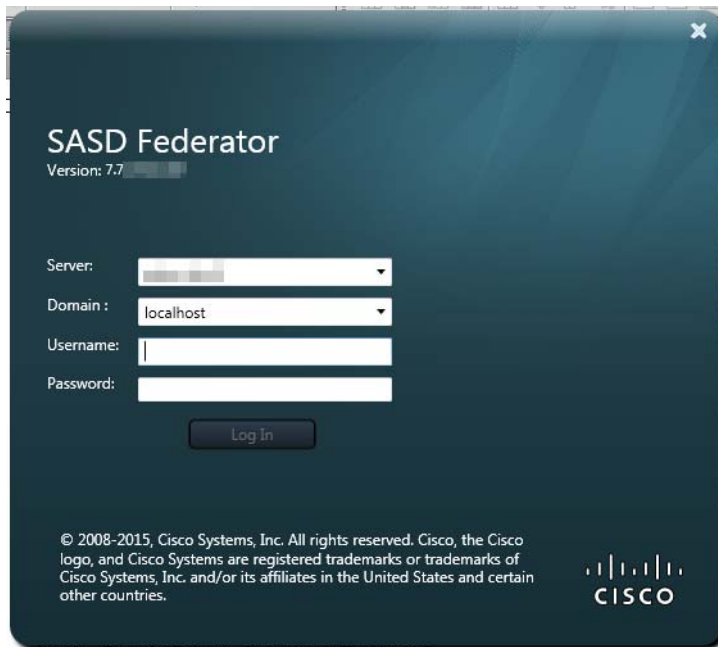 SASD Federator
Version: 7.7
Server:
Domain :
localhost
Username:
Password:
Log In
© 2008-2015, Cisco Systems, Inc. All rights reserved. Cisco, the Cisco
logo, and Cisco Systems are registered trademarks or trademarks of
Cisco Systems, Inc. and/or its affiliates in the United States and certain
other countries.
CISCO